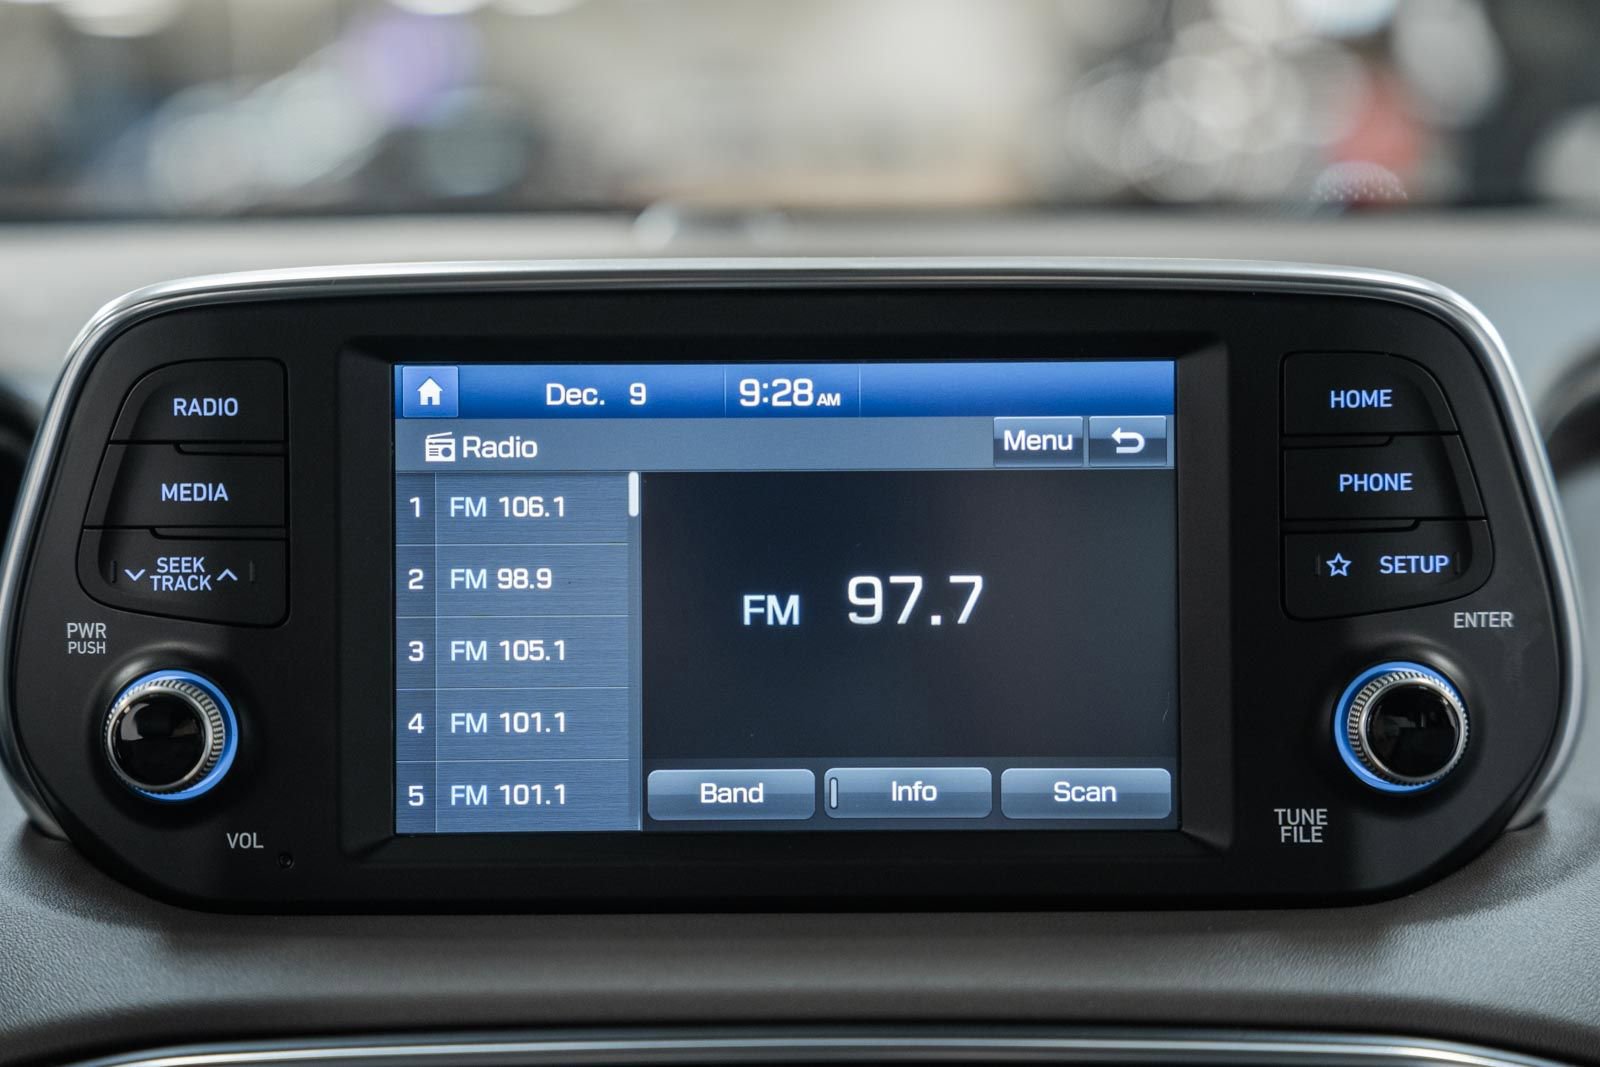 RADIO
MEDIA
SEEK
TRACK
PWR
PUSH
VOL
Dec. 9 9:28 AM
Radio Menu
1 FM 106.1
2 FM 98.9
3 FM 105.1
4 FM 101.1
5 FM 101.1
FM 97.7
Band Info Scan
HOME
PHONE
SETUP
ENTER
TUNE
FILE